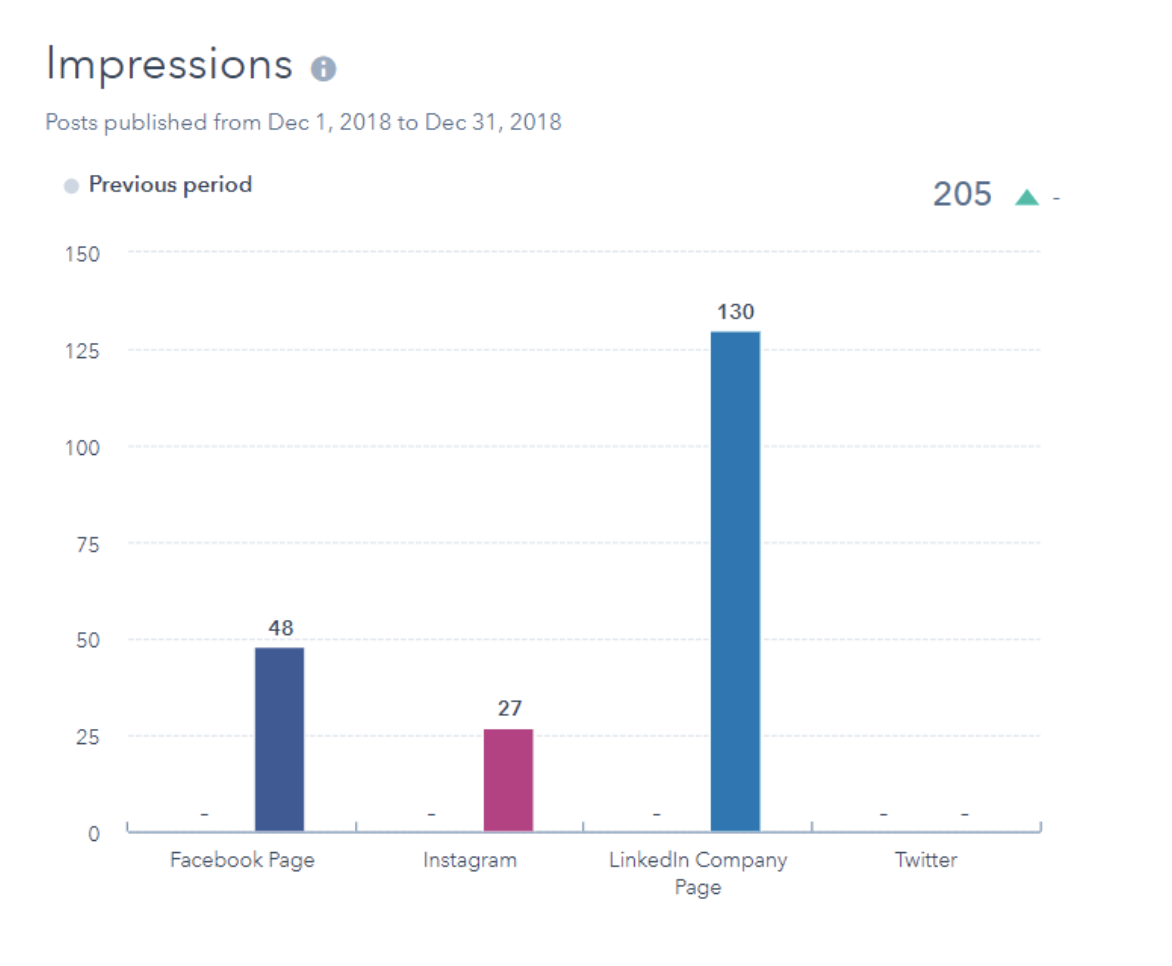 Impressions
Posts published from Dec 1, 2018 to Dec 31, 2018
Previous period
205 -
150
125
100
75
50
25
0
130
48
27
- - - - -
Facebook Page Instagram LinkedIn Company Page Twitter